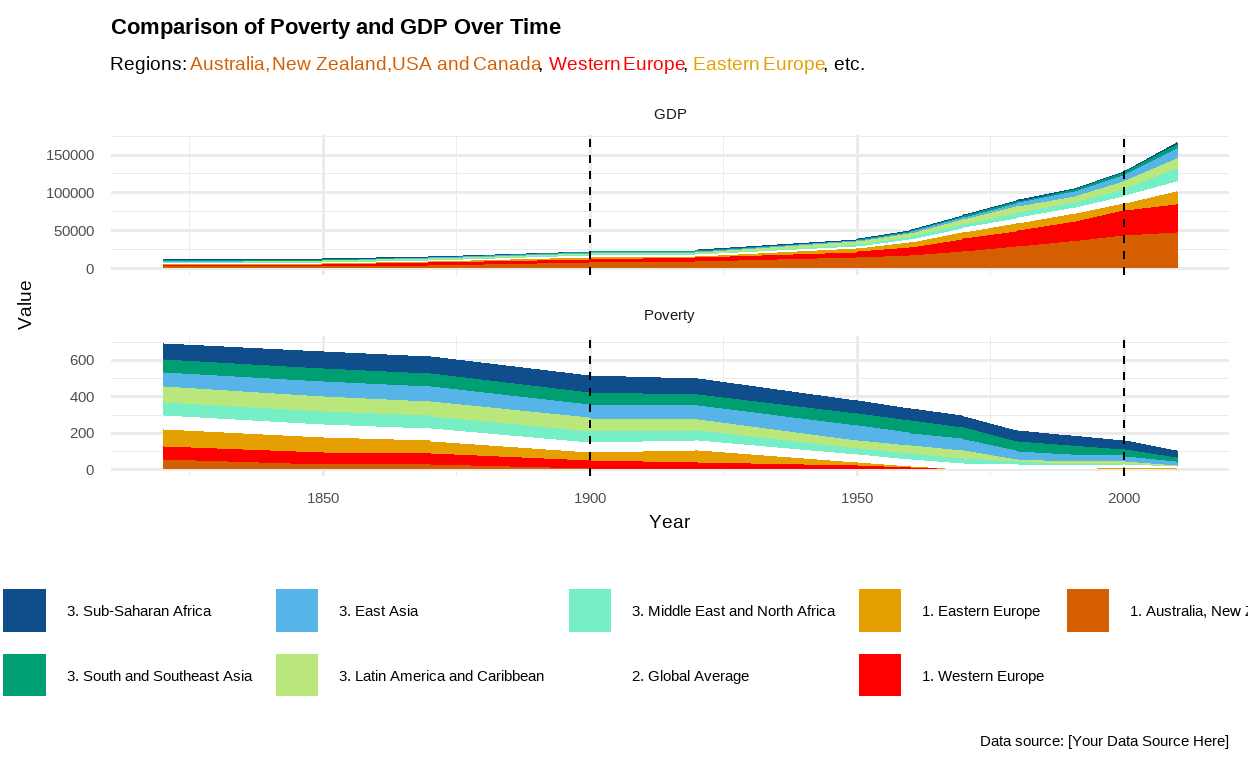 Comparison of Poverty and GDP Over Time
Regions: Australia, New Zealand, USA and Canada, Western Europe, Eastern Europe, etc.
GDP
150000
100000
50000
0
Value
Poverty
600
400
200
0
1850 1900 1950 2000
Year
3. Sub-Saharan Africa 3. East Asia 3. Middle East and North Africa 1. Eastern Europe 1. Australia, New
3. South and Southeast Asia 3. Latin America and Caribbean 2. Global Average 1. Western Europe
Data source: [Your Data Source Here]